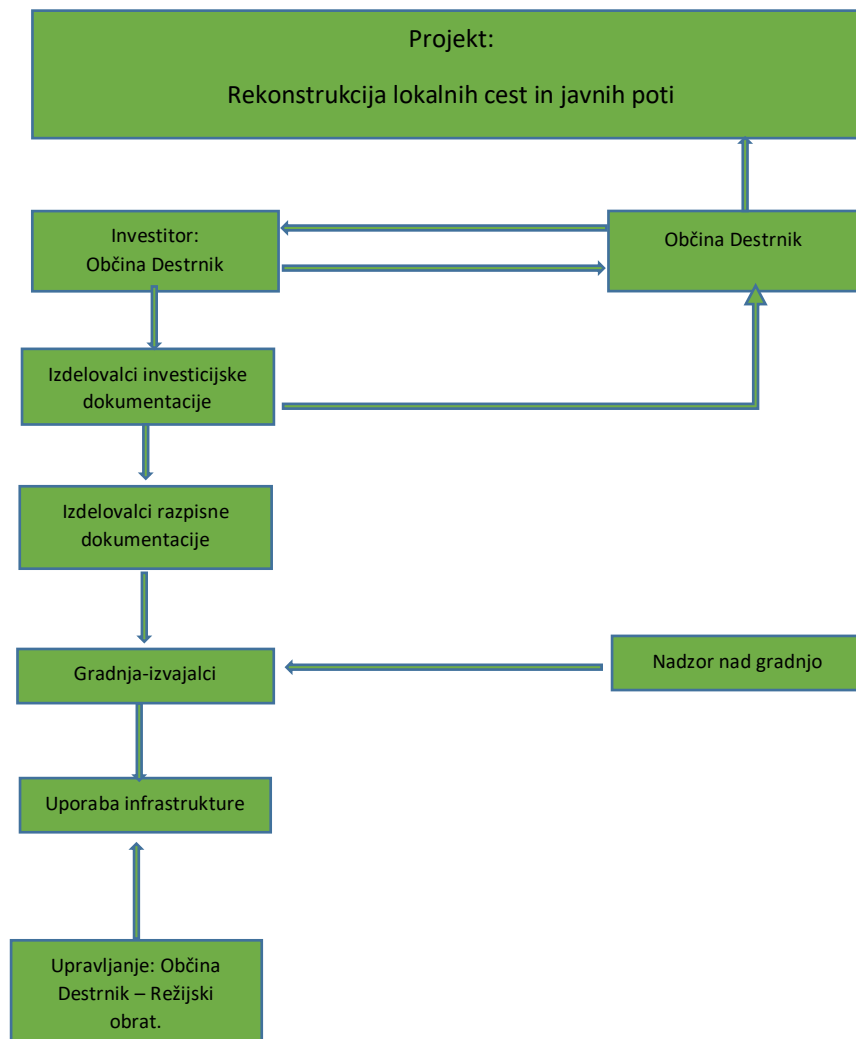 Projekt:
Rekonstrukcija lokalnih cest in javnih poti
Investitor:
Občina Destrnik
Občina Destrnik
Izdelovalci investicijske
dokumentacije
Izdelovalci razpisne
dokumentacije
Gradnja-izvajalci
Nadzor nad gradnjo
Uporaba infrastrukture
Upravljanje: Občina
Destrnik – Režijski
obrat.